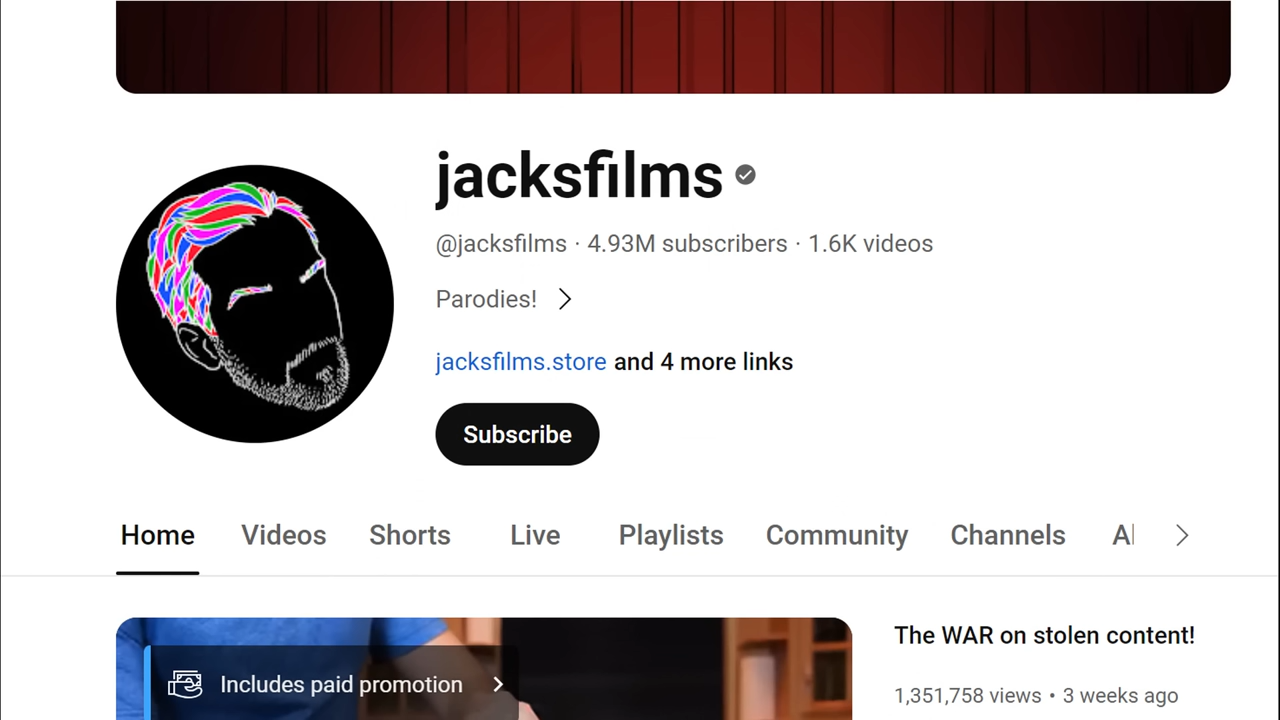 jacksfilms
@jacksfilms · 4.93M subscribers · 1.6K videos
Parodies!
jacksfilms.store and 4 more links
Subscribe
Home Videos Shorts Live Playlists Community Channels
Includes paid promotion
The WAR on stolen content!
1,351,758 views • 3 weeks ago